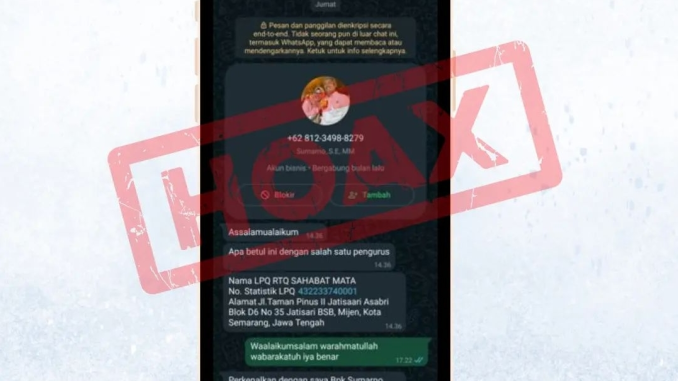 Jumat
Pesan dan panggilan dienkripsi secara
end-to-end. Tidak seorang pun di luar chat ini,
termasuk WhatsApp, yang dapat membaca atau
mendengarkannya. Ketuk untuk info selengkapnya.
+62 812-3498-8279
Sumarno, S.E, MM
Akun bisnis • Bergabung bulan lalu
Blokir
Tambah
HOAX
Assalamualaikum 14.36
Apa betul ini dengan salah satu pengurus
14.36
Nama LPQ RTQ SAHABAT MATA
No. Statistik LPQ 432233740001
Alamat Jl.Taman Pinus II Jatisaari Asabri
Blok D6 No 35 Jatisari BSB, Mijen, Kota
Semarang, Jawa Tengah
14.36
Waalaikumsalam warahmatullah
wabarakatuh iya benar
17.23
Perkenalkan dengan saya Bpk Sumarno